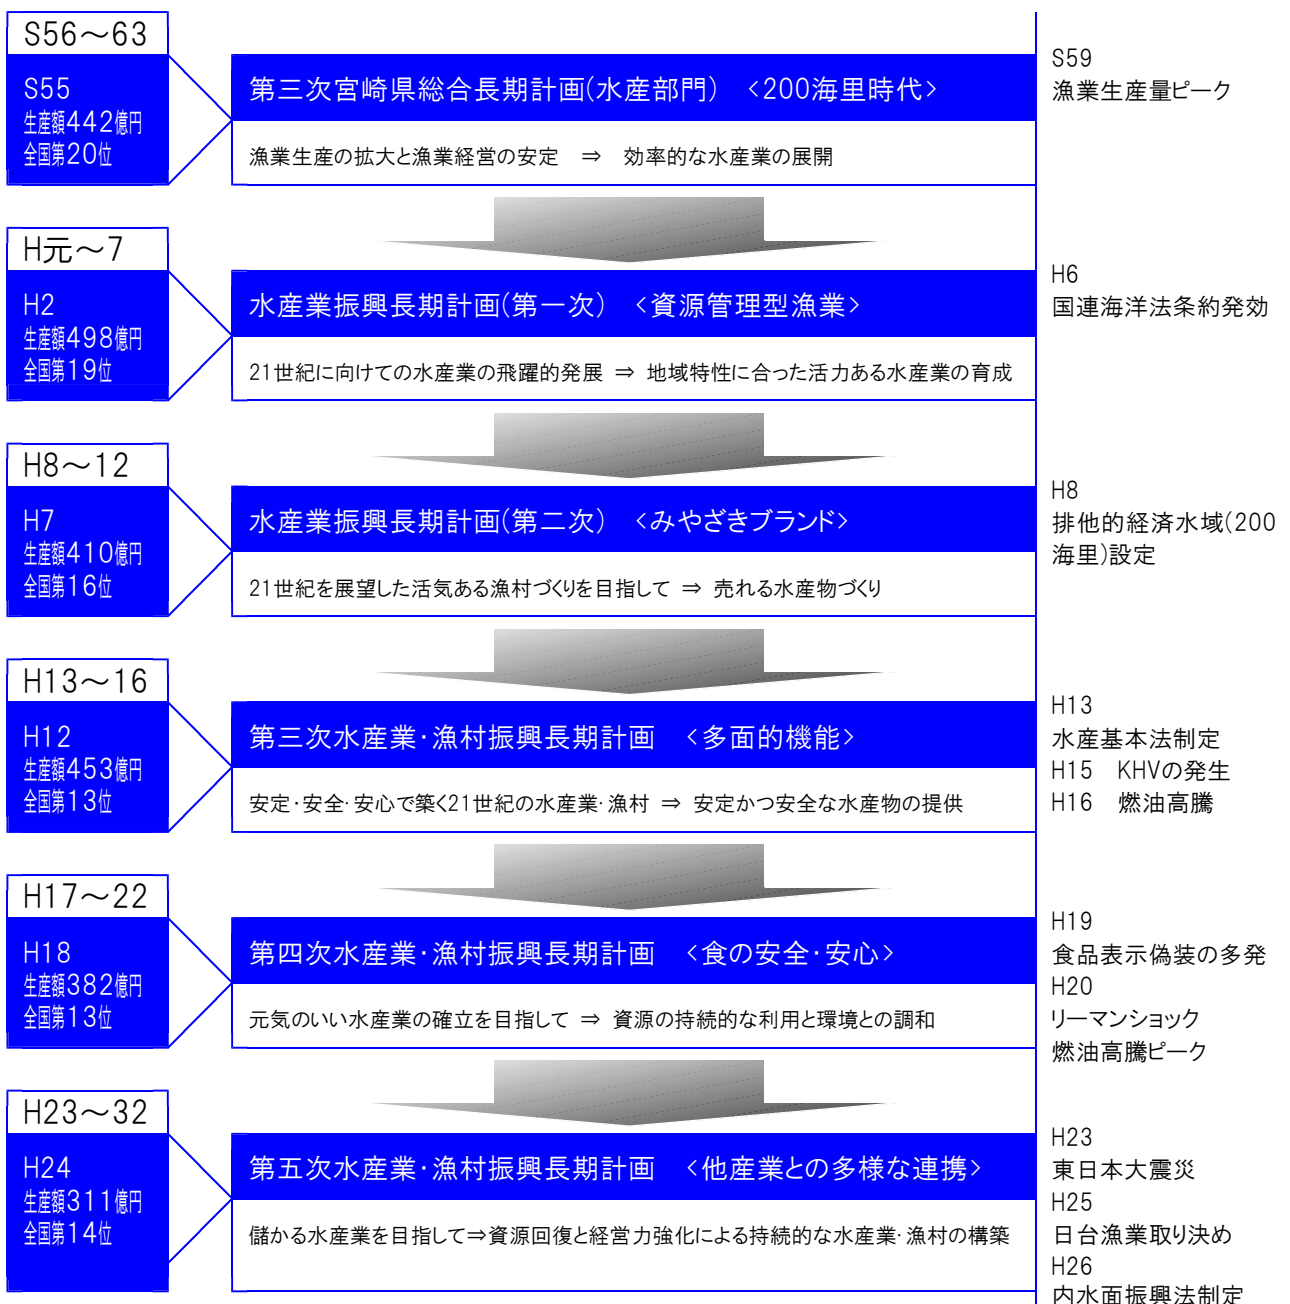 S56～63
S55
生産額442億円
全国第20位
第三次宮崎県総合長期計画(水産部門)　<200海里時代>
漁業生産の拡大と漁業経営の安定　⇒　効率的な水産業の展開
S59
漁業生産量ピーク
H元～7
H2
生産額498億円
全国第19位
水産業振興長期計画(第一次)　<資源管理型漁業>
21世紀に向けての水産業の飛躍的発展 ⇒ 地域特性に合った活力ある水産業の育成
H6
国連海洋法条約発効
H8～12
H7
生産額410億円
全国第16位
水産業振興長期計画(第二次)　<みやざきブランド>
21世紀を展望した活気ある漁村づくりを目指して ⇒ 売れる水産物づくり
H8
排他的経済水域(200
海里)設定
H13～16
H12
生産額453億円
全国第13位
第三次水産業・漁村振興長期計画　<多面的機能>
安定・安全・安心で築く21世紀の水産業・漁村 ⇒ 安定かつ安全な水産物の提供
H13
水産基本法制定
H15　KHVの発生
H16　燃油高騰
H17～22
H18
生産額382億円
全国第13位
第四次水産業・漁村振興長期計画　<食の安全・安心>
元気のいい水産業の確立を目指して ⇒ 資源の持続的な利用と環境との調和
H19
食品表示偽装の多発
H20
リーマンショック
燃油高騰ピーク
H23～32
H24
生産額311億円
全国第14位
第五次水産業・漁村振興長期計画　<他産業との多様な連携>
儲かる水産業を目指して⇒資源回復と経営力強化による持続的な水産業・漁村の構築
H23
東日本大震災
H25
日台漁業取り決め
H26
内水面振興法制定